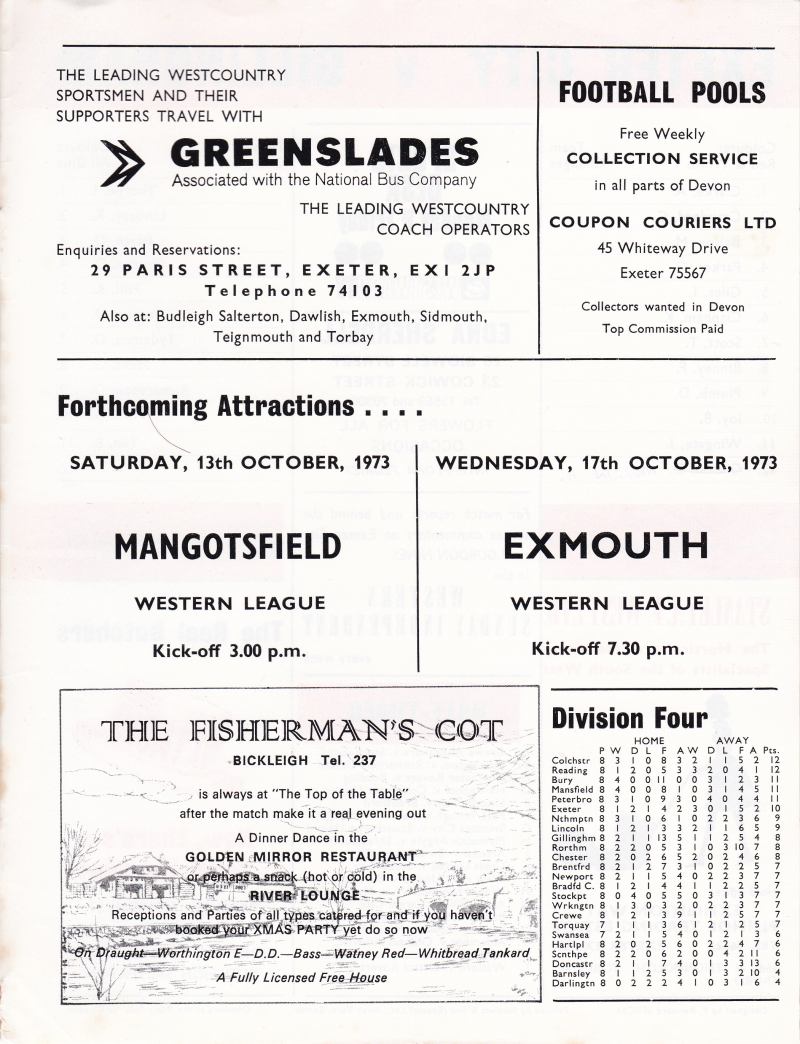 THE LEADING WESTCOUNTRY
SPORTSMEN AND THEIR
SUPPORTERS TRAVEL WITH
GREENSLADES
Associated with the National Bus Company
THE LEADING WESTCOUNTRY
COACH OPERATORS
Enquiries and Reservations:
29 PARIS STREET, EXETER, EX1 2JP
Telephone 74103
Also at: Budleigh Salterton, Dawlish, Exmouth, Sidmouth,
Teignmouth and Torbay
FOOTBALL POOLS
Free Weekly
COLLECTION SERVICE
in all parts of Devon
COUPON COURIERS LTD
45 Whiteway Drive
Exeter 75567
Collectors wanted in Devon
Top Commission Paid
Forthcoming Attractions . . . .
SATURDAY, 13th OCTOBER, 1973
MANGOTSFIELD
WESTERN LEAGUE
Kick-off 3.00 p.m.
WEDNESDAY, 17th OCTOBER, 1973
EXMOUTH
WESTERN LEAGUE
Kick-off 7.30 p.m.
THE FISHERMAN'S COT
BICKLEIGH Tel. 237
is always at "The Top of the Table"
after the match make it a real evening out
A Dinner Dance in the
GOLDEN MIRROR RESTAURANT
or perhaps a snack (hot or cold) in the
RIVER LOUNGE
Receptions and Parties of all types catered for and if you haven't
booked your XMAS PARTY yet do so now
On Draught—Worthington E—D.D.—Bass—Watney Red—Whitbread Tankard
A Fully Licensed Free House
Division Four
HOME AWAY
P W D L F A W D L F A Pts.
Colchstr 8 3 1 0 8 3 2 1 1 5 2 12
Reading 8 1 2 0 5 3 3 2 0 4 1 12
Bury 8 4 0 0 11 0 0 3 1 2 3 11
Mansfield 8 4 0 0 8 1 0 3 1 4 5 11
Peterbro 8 3 1 0 9 3 0 4 0 4 4 11
Exeter 8 1 2 1 4 2 3 0 1 5 2 10
Nthmptn 8 3 1 0 6 1 0 2 2 3 6 9
Lincoln 8 1 2 1 3 3 2 1 1 6 5 9
Gillinghm 8 2 1 1 13 5 1 1 2 5 4 8
Rorthm 8 2 2 0 5 3 1 0 3 10 7 8
Chester 8 2 0 2 6 5 2 0 2 4 6 8
Brentfrd 8 2 1 2 7 3 1 0 2 2 5 7
Newport 8 2 1 1 5 4 0 2 2 3 7 7
Bradfd C. 8 1 2 1 4 4 1 1 2 2 5 7
Stockpt 8 0 4 0 5 5 0 3 1 3 7 7
Wrkngtn 8 1 3 0 3 2 0 2 2 3 7 7
Crewe 8 1 2 1 3 9 1 1 2 5 7 7
Torquay 7 1 1 1 3 6 1 2 1 2 5 7
Swansea 7 2 1 1 5
Hartlpl 8 2 0 2 5 6 0 2 2 4 7 6
Scnthpe 8 2 2 0 6 2 0 0 4 2 11 6
Doncastr 8 2 1 1 7 4 0 1 3 3 13 6
Barnsley 8 1 1 2 5 3 0 1 3 2 10 4
Darlingtn 8 0 2 2 2 4 1 0 3 1 6 4